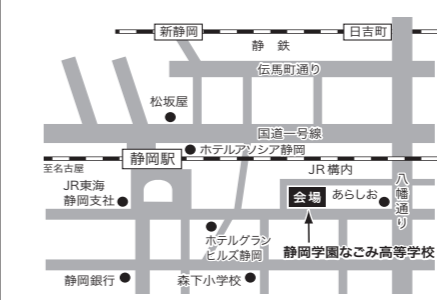 新静岡
日吉町
静鉄
伝馬町通り
松坂屋
国道一号線
ホテルアソシア静岡
静岡駅
至名古屋
JR構内
JR東海
静岡支社
会場
あらしお
八幡通り
ホテルグラン
ヒルズ静岡
静岡学園なごみ高等学校
静岡銀行
森下小学校